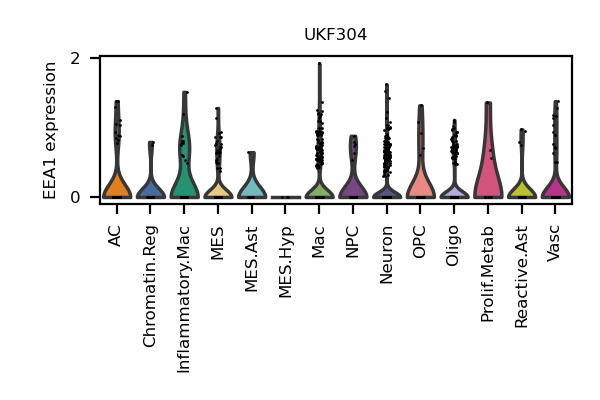 UKF304
EEA1 expression
2
0
AC
Chromatin.Reg
Inflammatory.Mac
MES
MES.Ast
MES.Hyp
Mac
NPC
Neuron
OPC
Oligo
Prolif.Metab
Reactive.Ast
Vasc